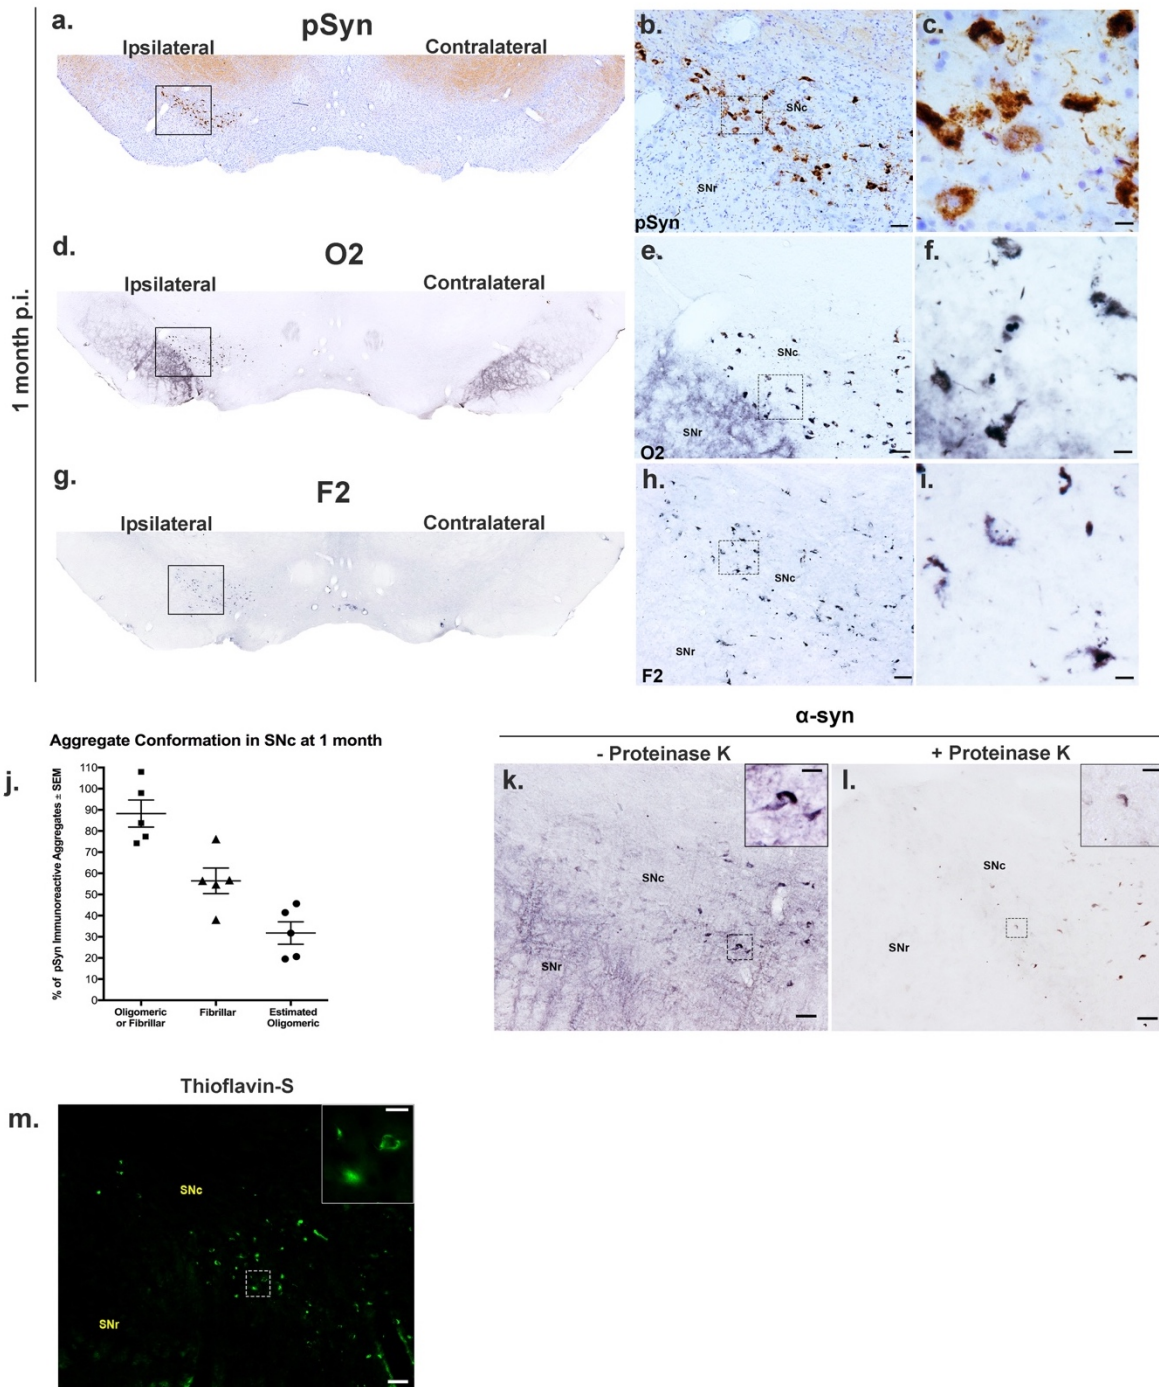 a.
pSyn
Ipsilateral
Contralateral
b.
SNc
SNr
pSyn
c.
1 month p.i.
d.
O2
Ipsilateral
Contralateral
e.
SNc
SNr
O2
f.
g.
F2
Ipsilateral
Contralateral
h.
SNc
SNr
F2
i.
j.
Aggregate Conformation in SNc at 1 month
% of pSyn Immunoreactive Aggregates ± SEM
110
100
90
80
70
60
50
40
30
20
10
0
Oligomeric
or Fibrillar
Fibrillar
Estimated
Oligomeric
α-syn
- Proteinase K
+ Proteinase K
k.
SNc
SNr
l.
SNc
SNr
Thioflavin-S
m.
SNc
SNr